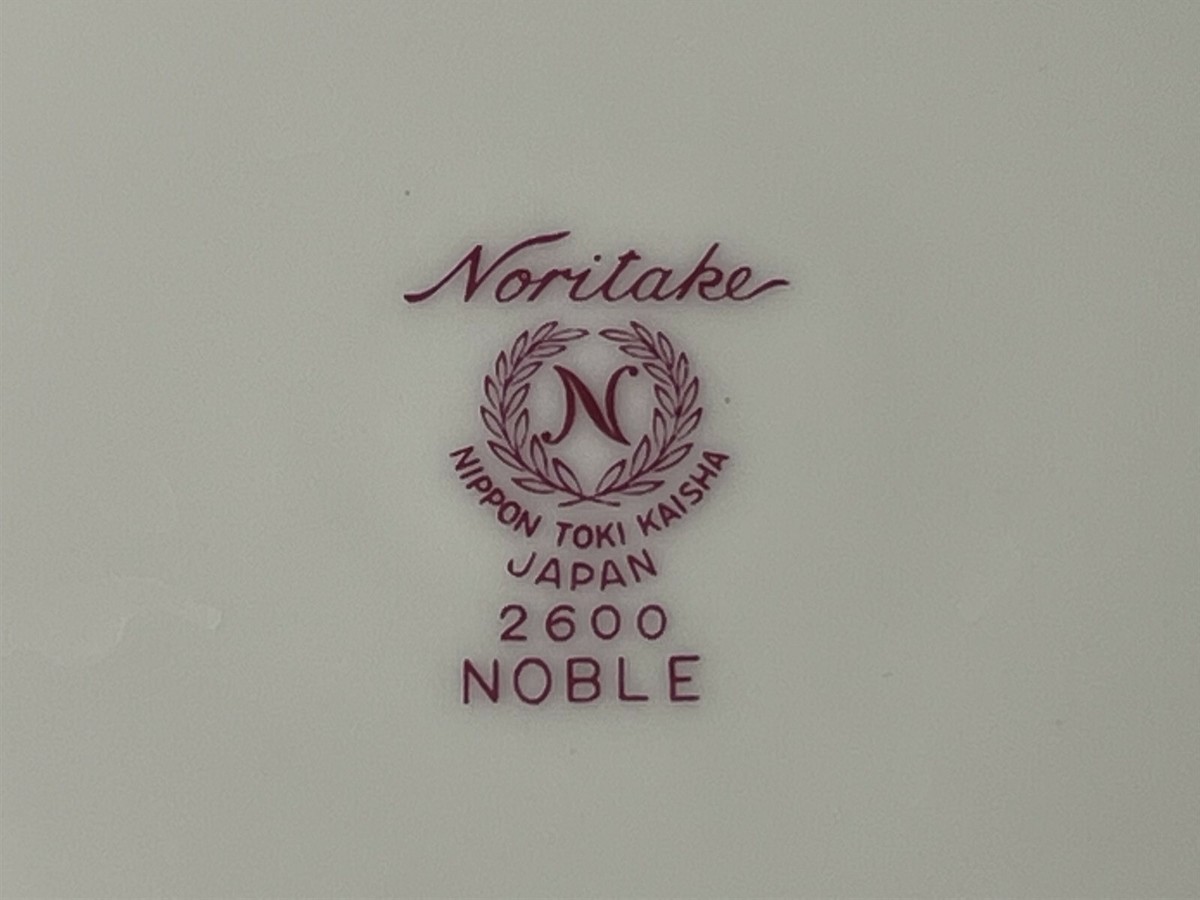 Noritake
N
NIPPON TOKI KAISHA
JAPAN
2600
NOBLE